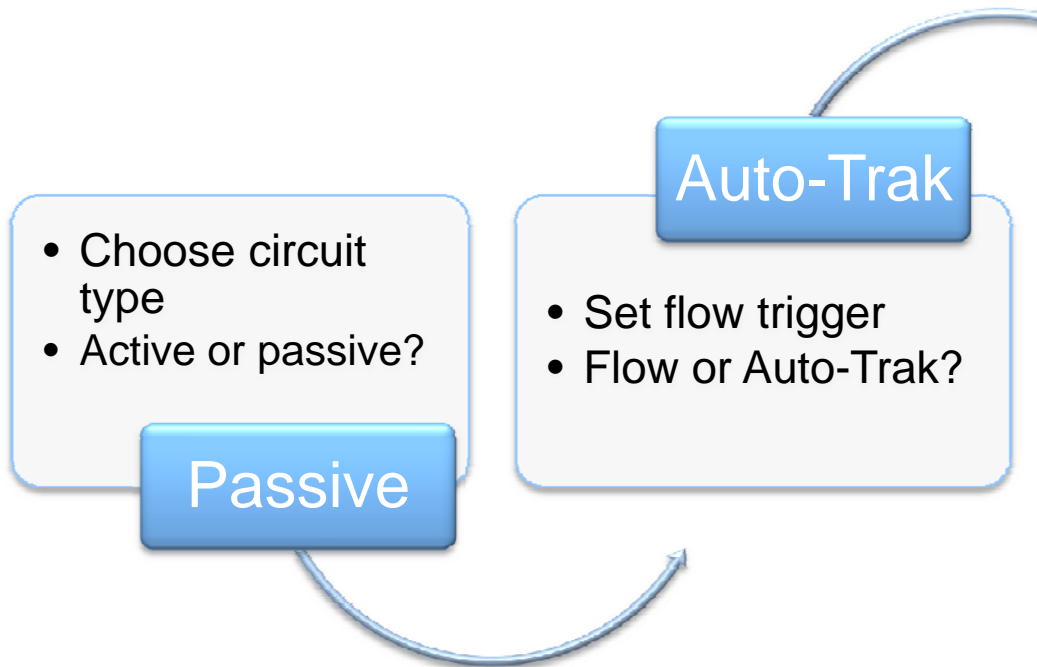 • Choose circuit
type
• Active or passive?
Passive
Auto-Trak
• Set flow trigger
• Flow or Auto-Trak?